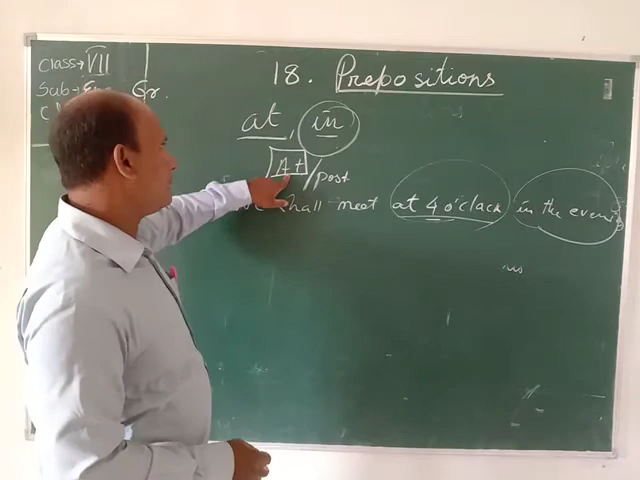 Class→ VII
18. Prepositions
Sub→ Eng Gr.
at, in
At / post
shall meet at 4 o'clock in the evening